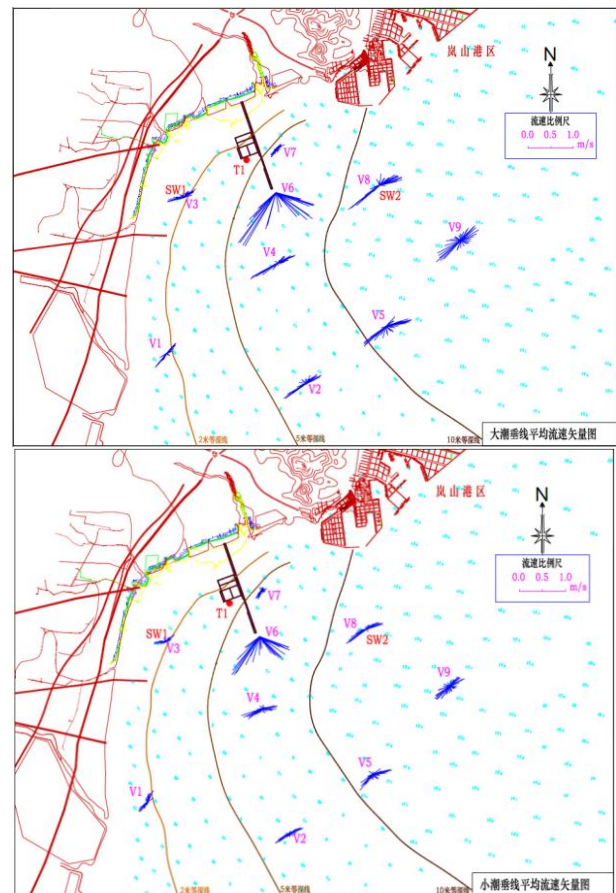 岚山港区
N
流速比例尺
0.0 0.5 1.0
m/s
V7
T1
SW1
V3
V6
V8
SW2
V9
V4
V5
V1
V2
2米等深线
5米等深线
10米等深线
大潮垂线平均流速矢量图
岚山港区
N
流速比例尺
0.0 0.5 1.0
m/s
V7
T1
SW1
V3
V6
V8
SW2
V9
V4
V5
V1
V2
2米等深线
5米等深线
10米等深线
小潮垂线平均流速矢量图